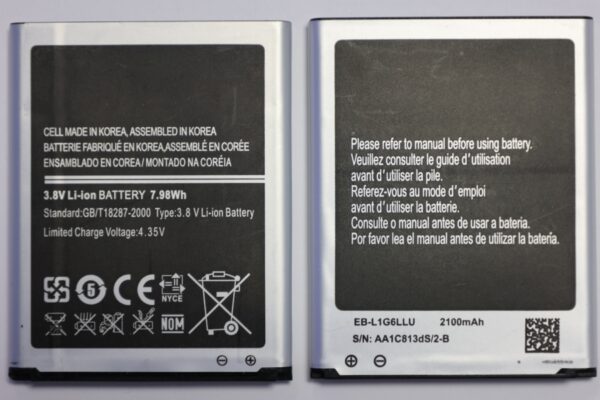 CELL MADE IN KOREA, ASSEMBLED IN KOREA
BATTERIE FABRIQUÉ EN KOREA,ASSEMBLÉ EN CORÉE
ENSAMBLADO EN COREA / MONTADO NA CORÉIA
3.8V Li-ion BATTERY 7.98Wh
Standard:GB/T18287-2000 Type:3.8 V Li-ion Battery
Limited Charge Voltage:4.35V
5 CE NYCE
NOM
Please refer to manual before using battery.
Veuillez consulter le guide d'utilisation
avant d'utiliser la pile.
Referez-vous au mode d'emploi
avant d'utiliser la batterie.
Consulte o manual antes de usar a bateria.
Por favor lea el manual antes de utilizar la batería.
EB-L1G6LLU 2100mAh
S/N: AA1C813dS/2-B